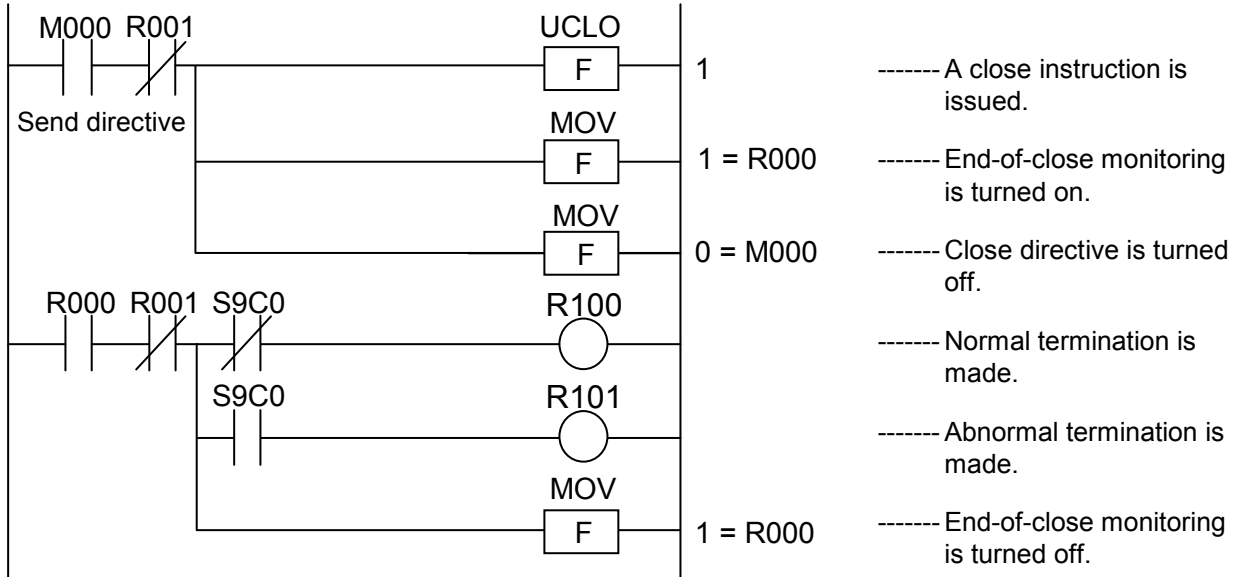 M000 R001 UCLO
F 1 ------- A close instruction is
issued.
Send directive
MOV
F 1 = R000 ------- End-of-close monitoring
is turned on.
MOV
F 0 = M000 ------- Close directive is turned
off.
R000 R001 S9C0 R100
------- Normal termination is
made.
S9C0 R101
------- Abnormal termination is
made.
MOV
F 1 = R000 ------- End-of-close monitoring
is turned off.